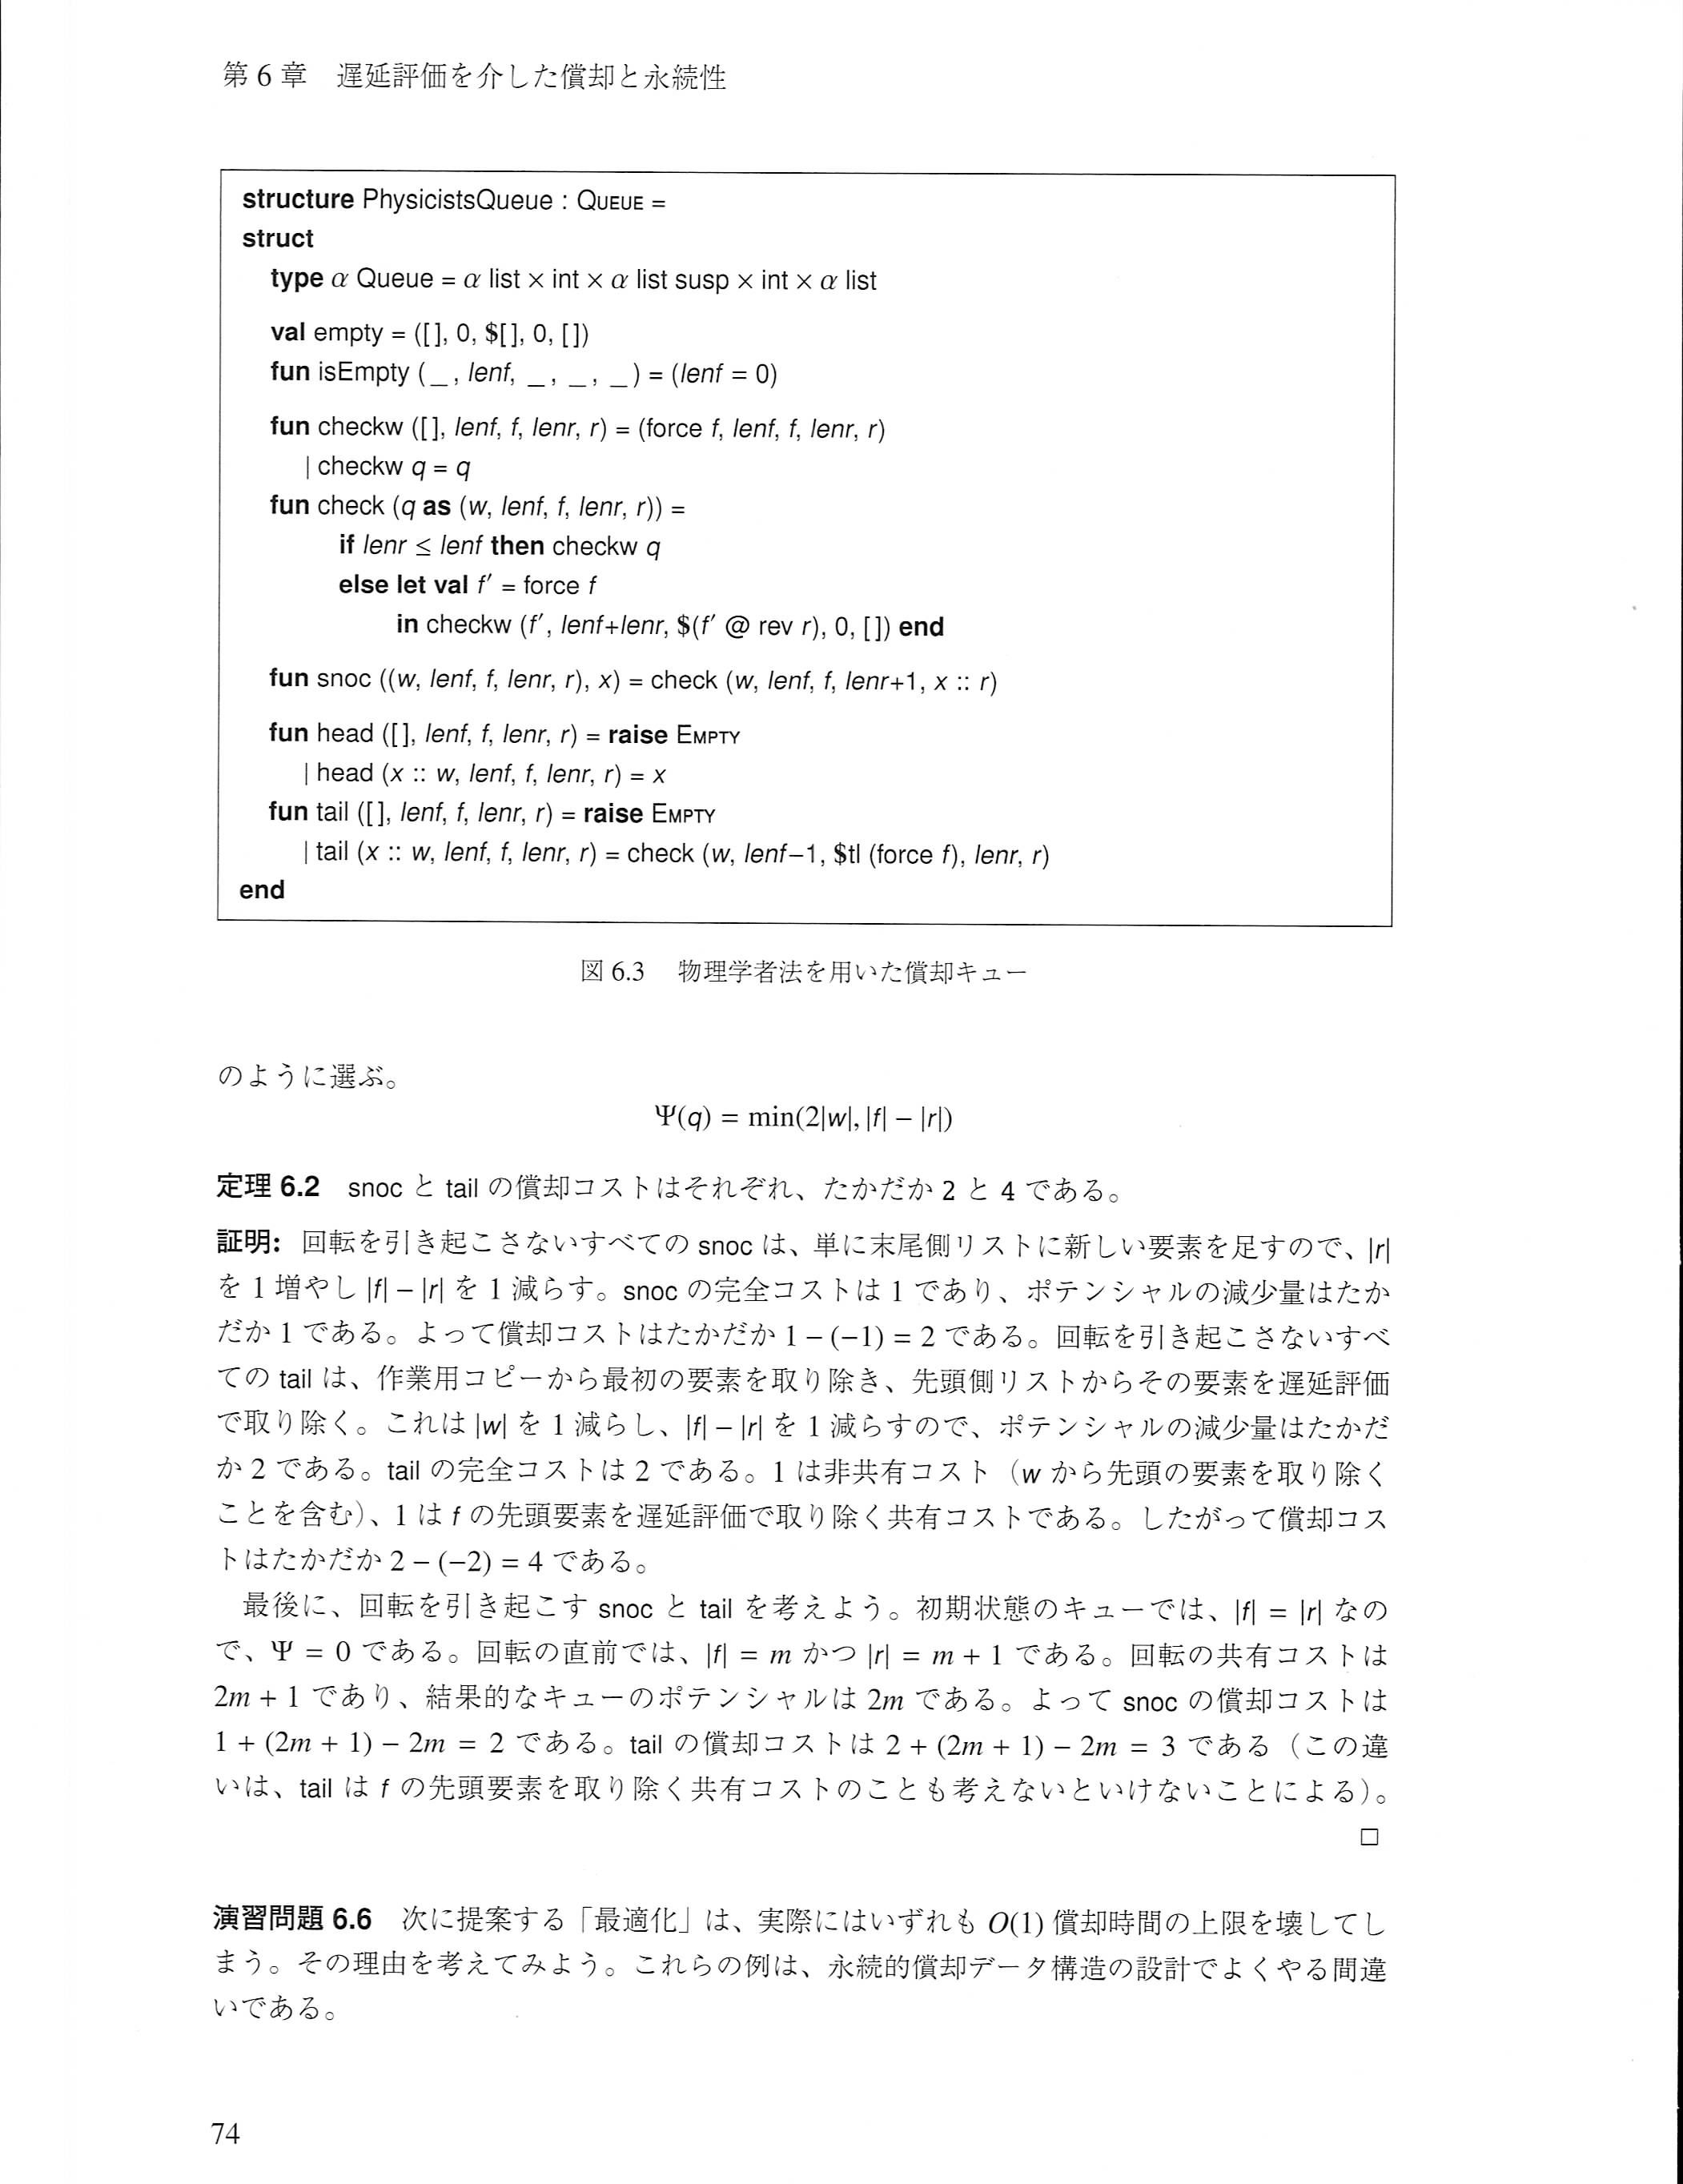 第 6 章　遅延評価を介した償却と永続性
structure PhysicistsQueue : QUEUE =
struct
type α Queue = α list × int × α list susp × int × α list
val empty = ([ ], 0, $[ ], 0, [ ])
fun isEmpty ( _ , lenf, _ , _ , _ ) = (lenf = 0)
fun checkw ([ ], lenf, f, lenr, r) = (force f, lenf, f, lenr, r)
| checkw q = q
fun check (q as (w, lenf, f, lenr, r)) =
if lenr ≤ lenf then checkw q
else let val f′ = force f
in checkw (f′, lenf+lenr, $(f′ @ rev r), 0, [ ]) end
fun snoc ((w, lenf, f, lenr, r), x) = check (w, lenf, f, lenr+1, x :: r)
fun head ([ ], lenf, f, lenr, r) = raise EMPTY
| head (x :: w, lenf, f, lenr, r) = x
fun tail ([ ], lenf, f, lenr, r) = raise EMPTY
| tail (x :: w, lenf, f, lenr, r) = check (w, lenf−1, $tl (force f), lenr, r)
end
図 6.3　物理学者法を用いた償却キュー
のように選ぶ。
Ψ(q) = min(2|w|, |f| − |r|)
定理 6.2　snoc と tail の償却コストはそれぞれ、たかだか 2 と 4 である。
証明: 回転を引き起こさないすべての snoc は、単に末尾側リストに新しい要素を足すので、|r|
を 1 増やし |f| − |r| を 1 減らす。snoc の完全コストは 1 であり、ポテンシャルの減少量はたか
だか 1 である。よって償却コストはたかだか 1 − (−1) = 2 である。回転を引き起こさないすべ
ての tail は、作業用コピーから最初の要素を取り除き、先頭側リストからその要素を遅延評価
で取り除く。これは |w| を 1 減らし、|f| − |r| を 1 減らすので、ポテンシャルの減少量はたかだ
か 2 である。tail の完全コストは 2 である。1 は非共有コスト（w から先頭の要素を取り除く
ことを含む）、1 は f の先頭要素を遅延評価で取り除く共有コストである。したがって償却コス
トはたかだか 2 − (−2) = 4 である。
最後に、回転を引き起こす snoc と tail を考えよう。初期状態のキューでは、|f| = |r| なの
で、Ψ = 0 である。回転の直前では、|f| = m かつ |r| = m + 1 である。回転の共有コストは
2m + 1 であり、結果的なキューのポテンシャルは 2m である。よって snoc の償却コストは
1 + (2m + 1) − 2m = 2 である。tail の償却コストは 2 + (2m + 1) − 2m = 3 である（この違
いは、tail は f の先頭要素を取り除く共有コストのことも考えないといけないことによる）。
□
演習問題 6.6　次に提案する「最適化」は、実際にはいずれも O(1) 償却時間の上限を壊してし
まう。その理由を考えてみよう。これらの例は、永続的償却データ構造の設計でよくやる間違
いである。
74